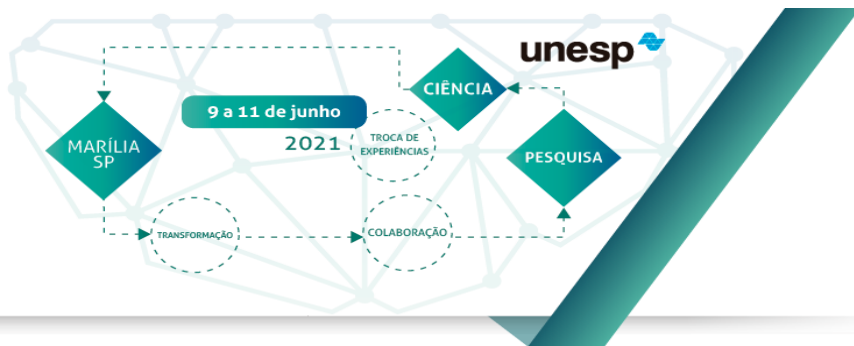 unesp
CIÊNCIA
9 a 11 de junho
2021
TROCA DE
EXPERIÊNCIAS
MARÍLIA
SP
PESQUISA
TRANSFORMAÇÃO
COLABORAÇÃO